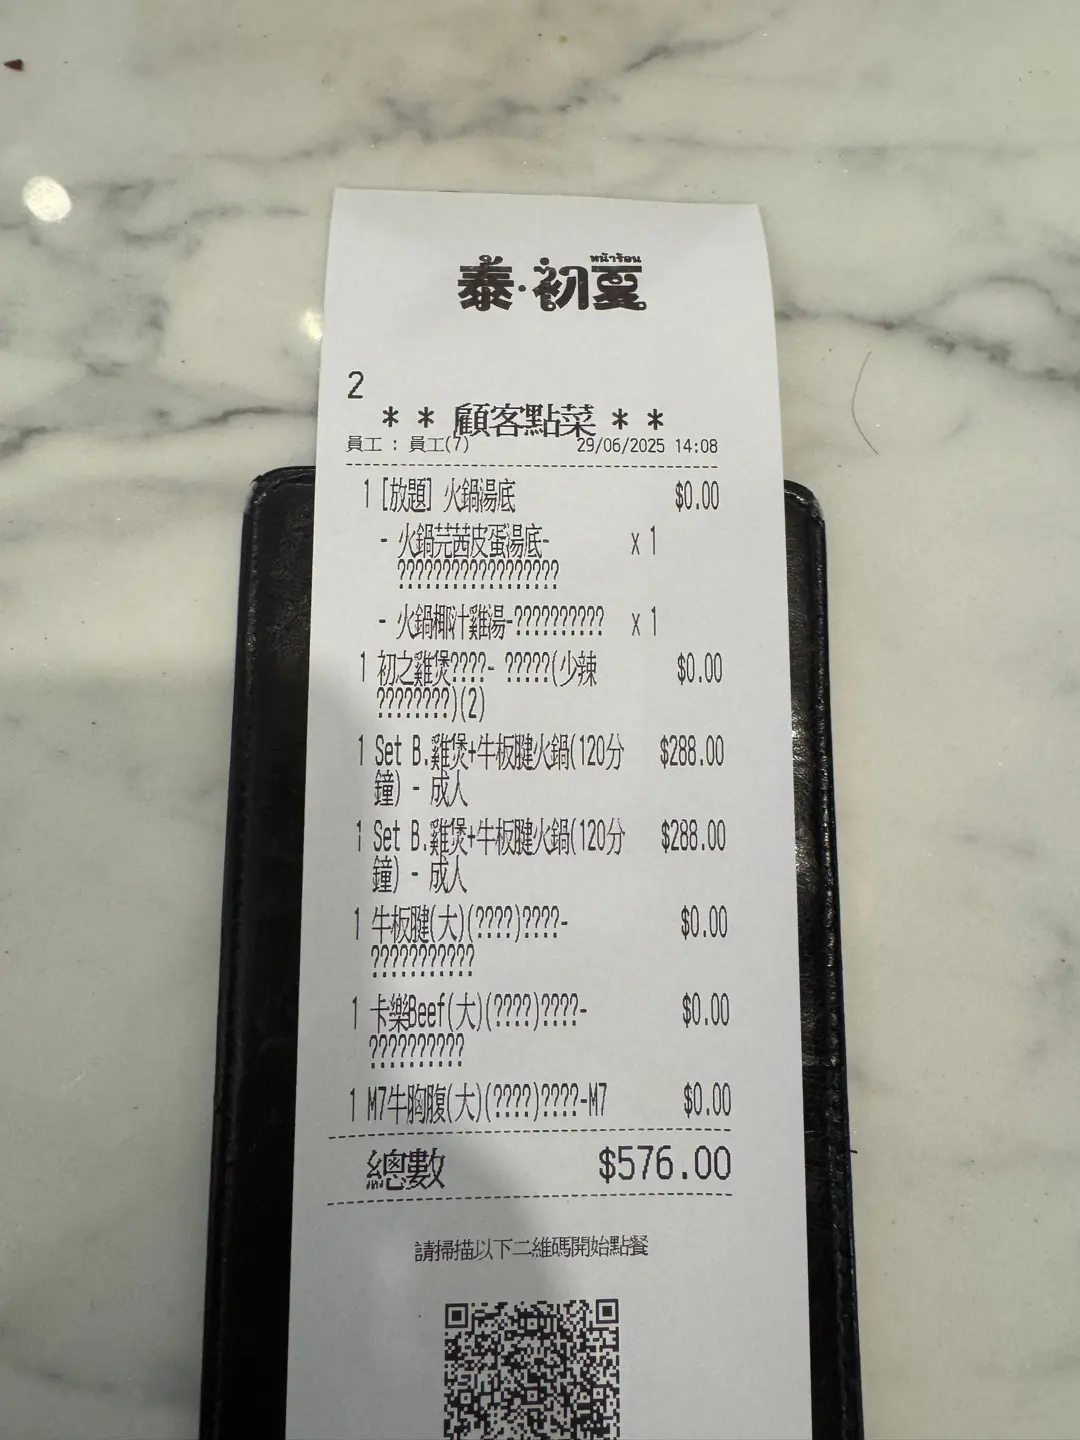 หน้าร้อน
泰·初夏
2
** 顧客點菜 **
員工 : 員工(7) 29/06/2025 14:08
1 [放題] 火鍋湯底 $0.00
- 火鍋芫茜皮蛋湯底- x 1
??????????????????
- 火鍋椰汁雞湯-?????????? x 1
1 初之雞煲????- ?????(少辣 $0.00
????????)(2)
1 Set B.雞煲+牛板腱火鍋(120分 $288.00
鐘) - 成人
1 Set B.雞煲+牛板腱火鍋(120分 $288.00
鐘) - 成人
1 牛板腱(大)(????)????- $0.00
???????????
1 卡樂Beef(大)(????)????- $0.00
??????????
1 M7牛胸腹(大)(????)????-M7 $0.00
總數 $576.00
請掃描以下二維碼開始點餐